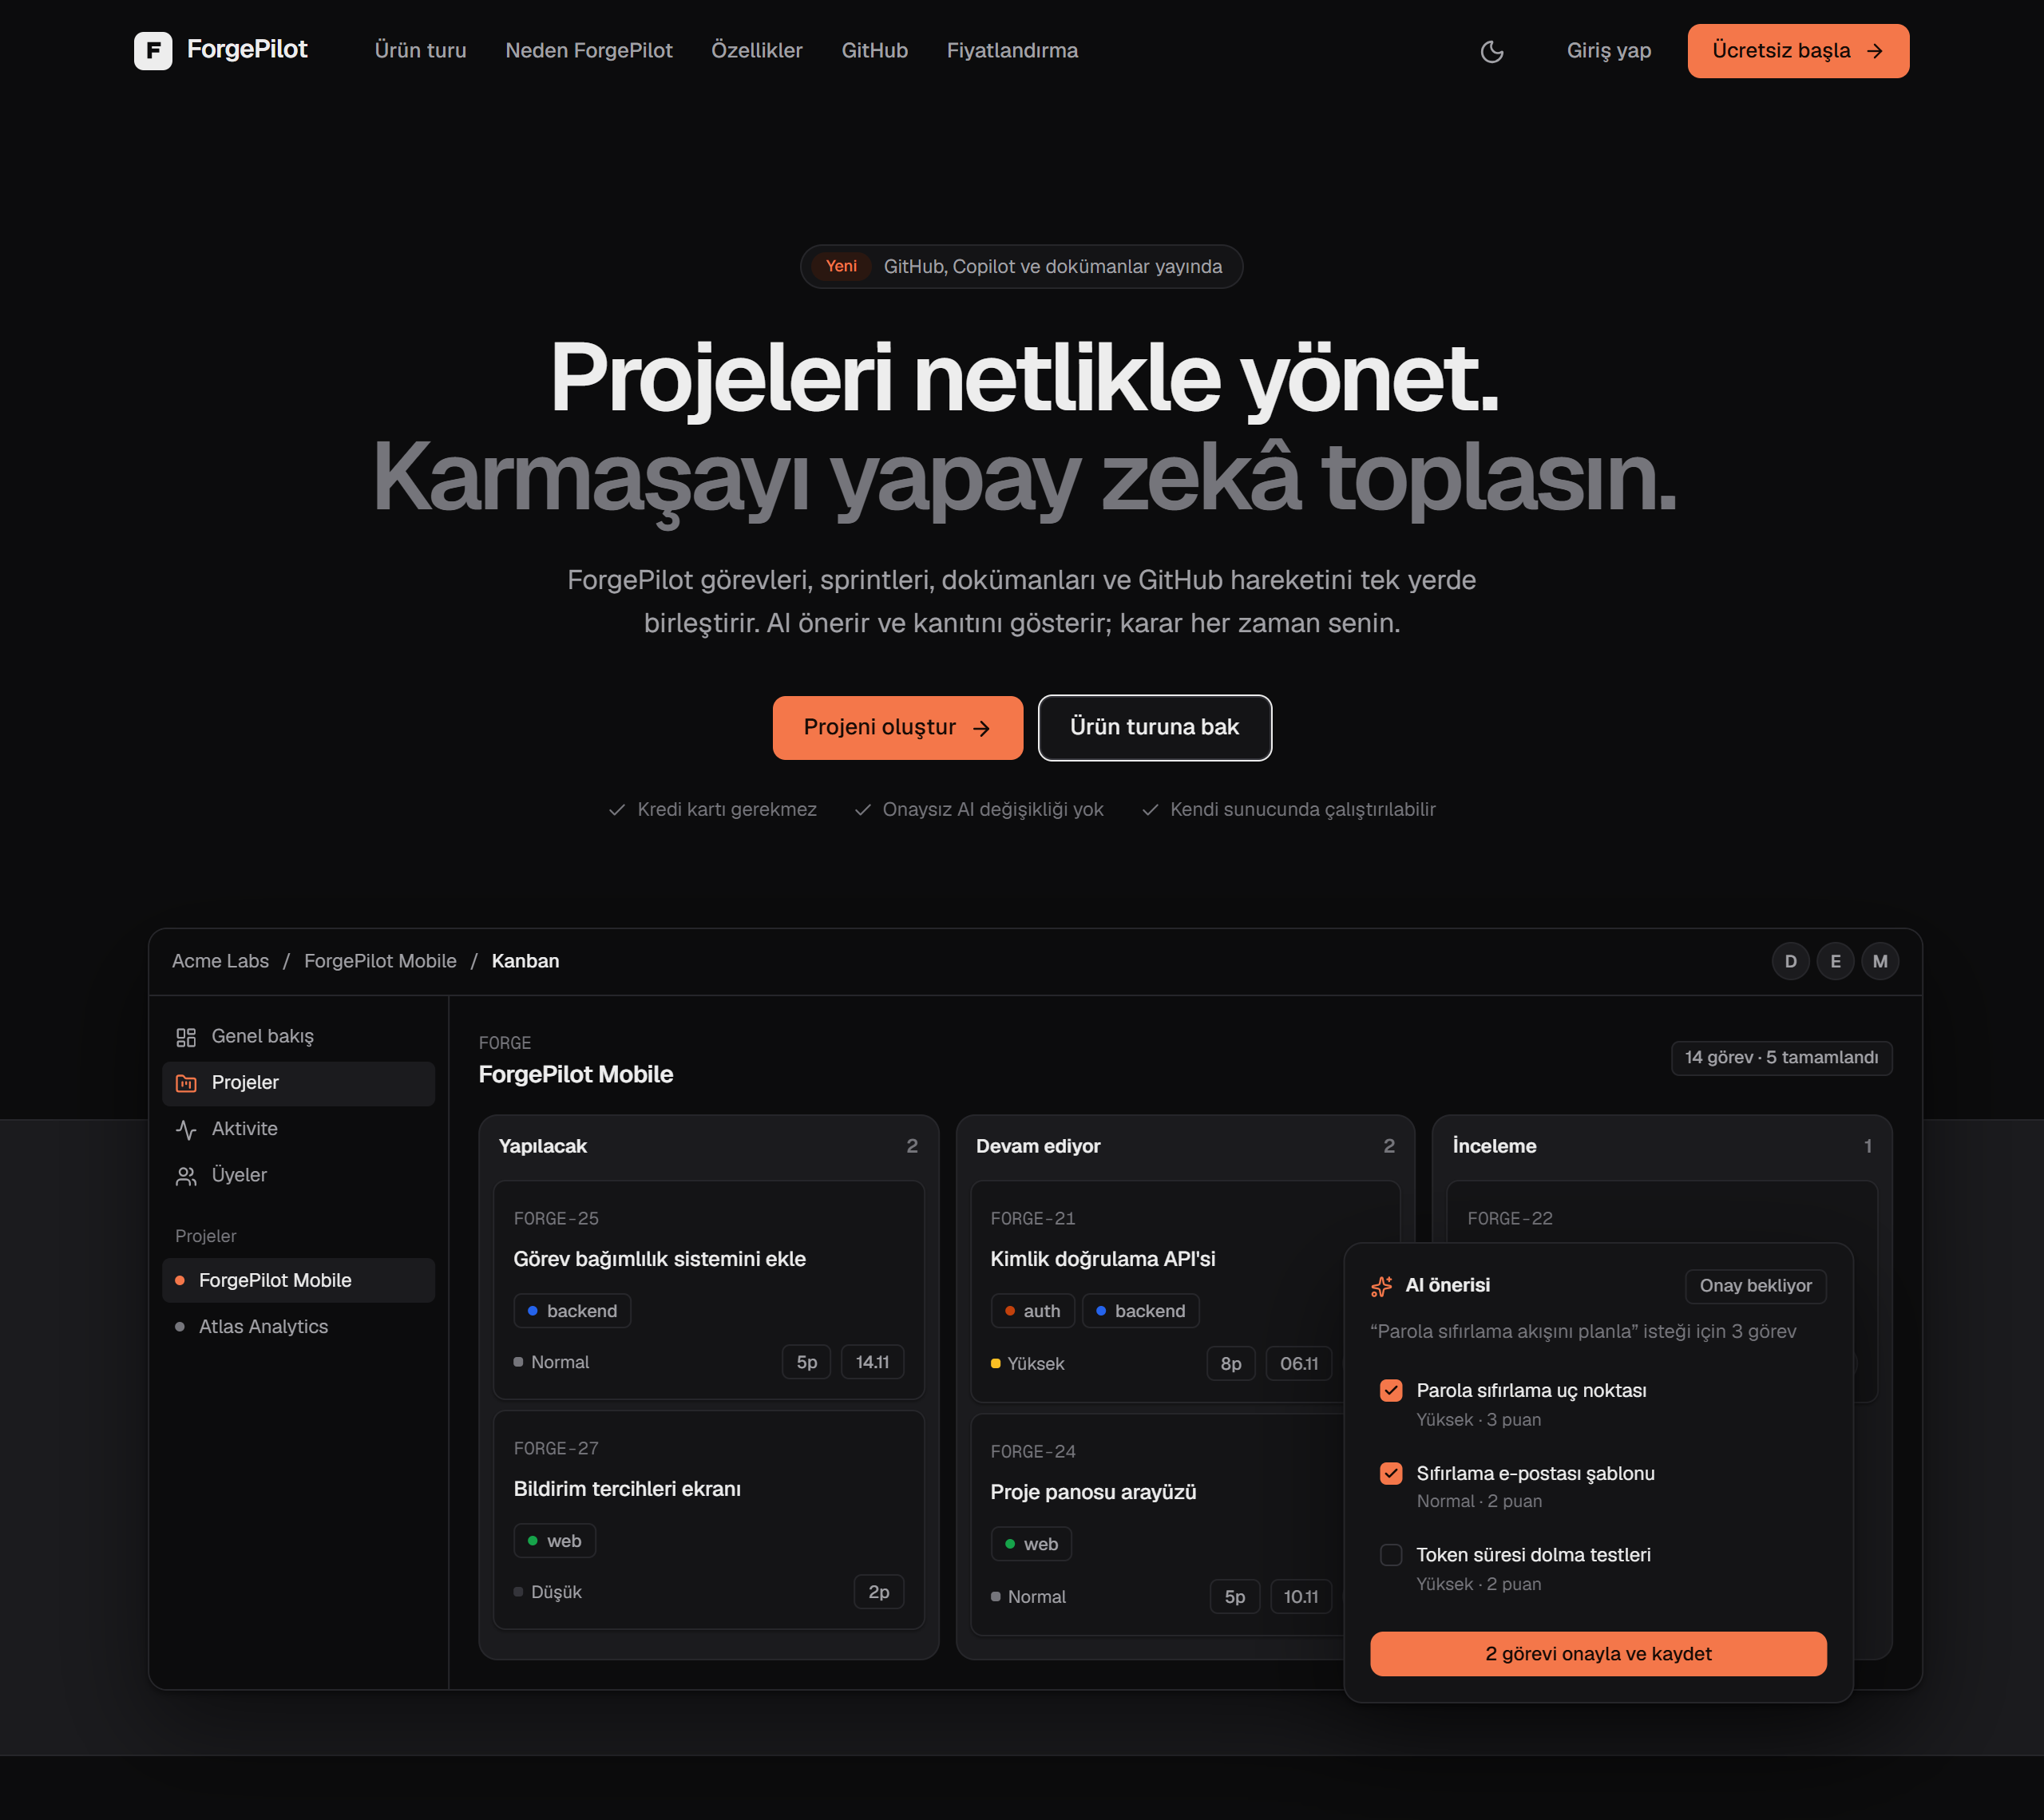 F ForgePilot
Ürün turu
Neden ForgePilot
Özellikler
GitHub
Fiyatlandırma
Giriş yap
Ücretsiz başla
Yeni GitHub, Copilot ve dokümanlar yayında
Projeleri netlikle yönet.
Karmaşayı yapay zekâ toplasın.
ForgePilot görevleri, sprintleri, dokümanları ve GitHub hareketini tek yerde
birleştirir. AI önerir ve kanıtını gösterir; karar her zaman senin.
Projeni oluştur
Ürün turuna bak
Kredi kartı gerekmez
Onaysız AI değişikliği yok
Kendi sunucunda çalıştırılabilir
Acme Labs / ForgePilot Mobile / Kanban
D E M
Genel bakış
Projeler
Aktivite
Üyeler
Projeler
ForgePilot Mobile
Atlas Analytics
FORGE
ForgePilot Mobile
14 görev · 5 tamamlandı
Yapılacak 2
FORGE-25
Görev bağımlılık sistemini ekle
backend
Normal 5p 14.11
FORGE-27
Bildirim tercihleri ekranı
web
Düşük 2p
Devam ediyor 2
FORGE-21
Kimlik doğrulama API'si
auth backend
Yüksek 8p 06.11
FORGE-24
Proje panosu arayüzü
web
Normal 5p 10.11
İnceleme 1
FORGE-22
AI önerisi
Onay bekliyor
“Parola sıfırlama akışını planla” isteği için 3 görev
Parola sıfırlama uç noktası
Yüksek · 3 puan
Sıfırlama e-postası şablonu
Normal · 2 puan
Token süresi dolma testleri
Yüksek · 2 puan
2 görevi onayla ve kaydet